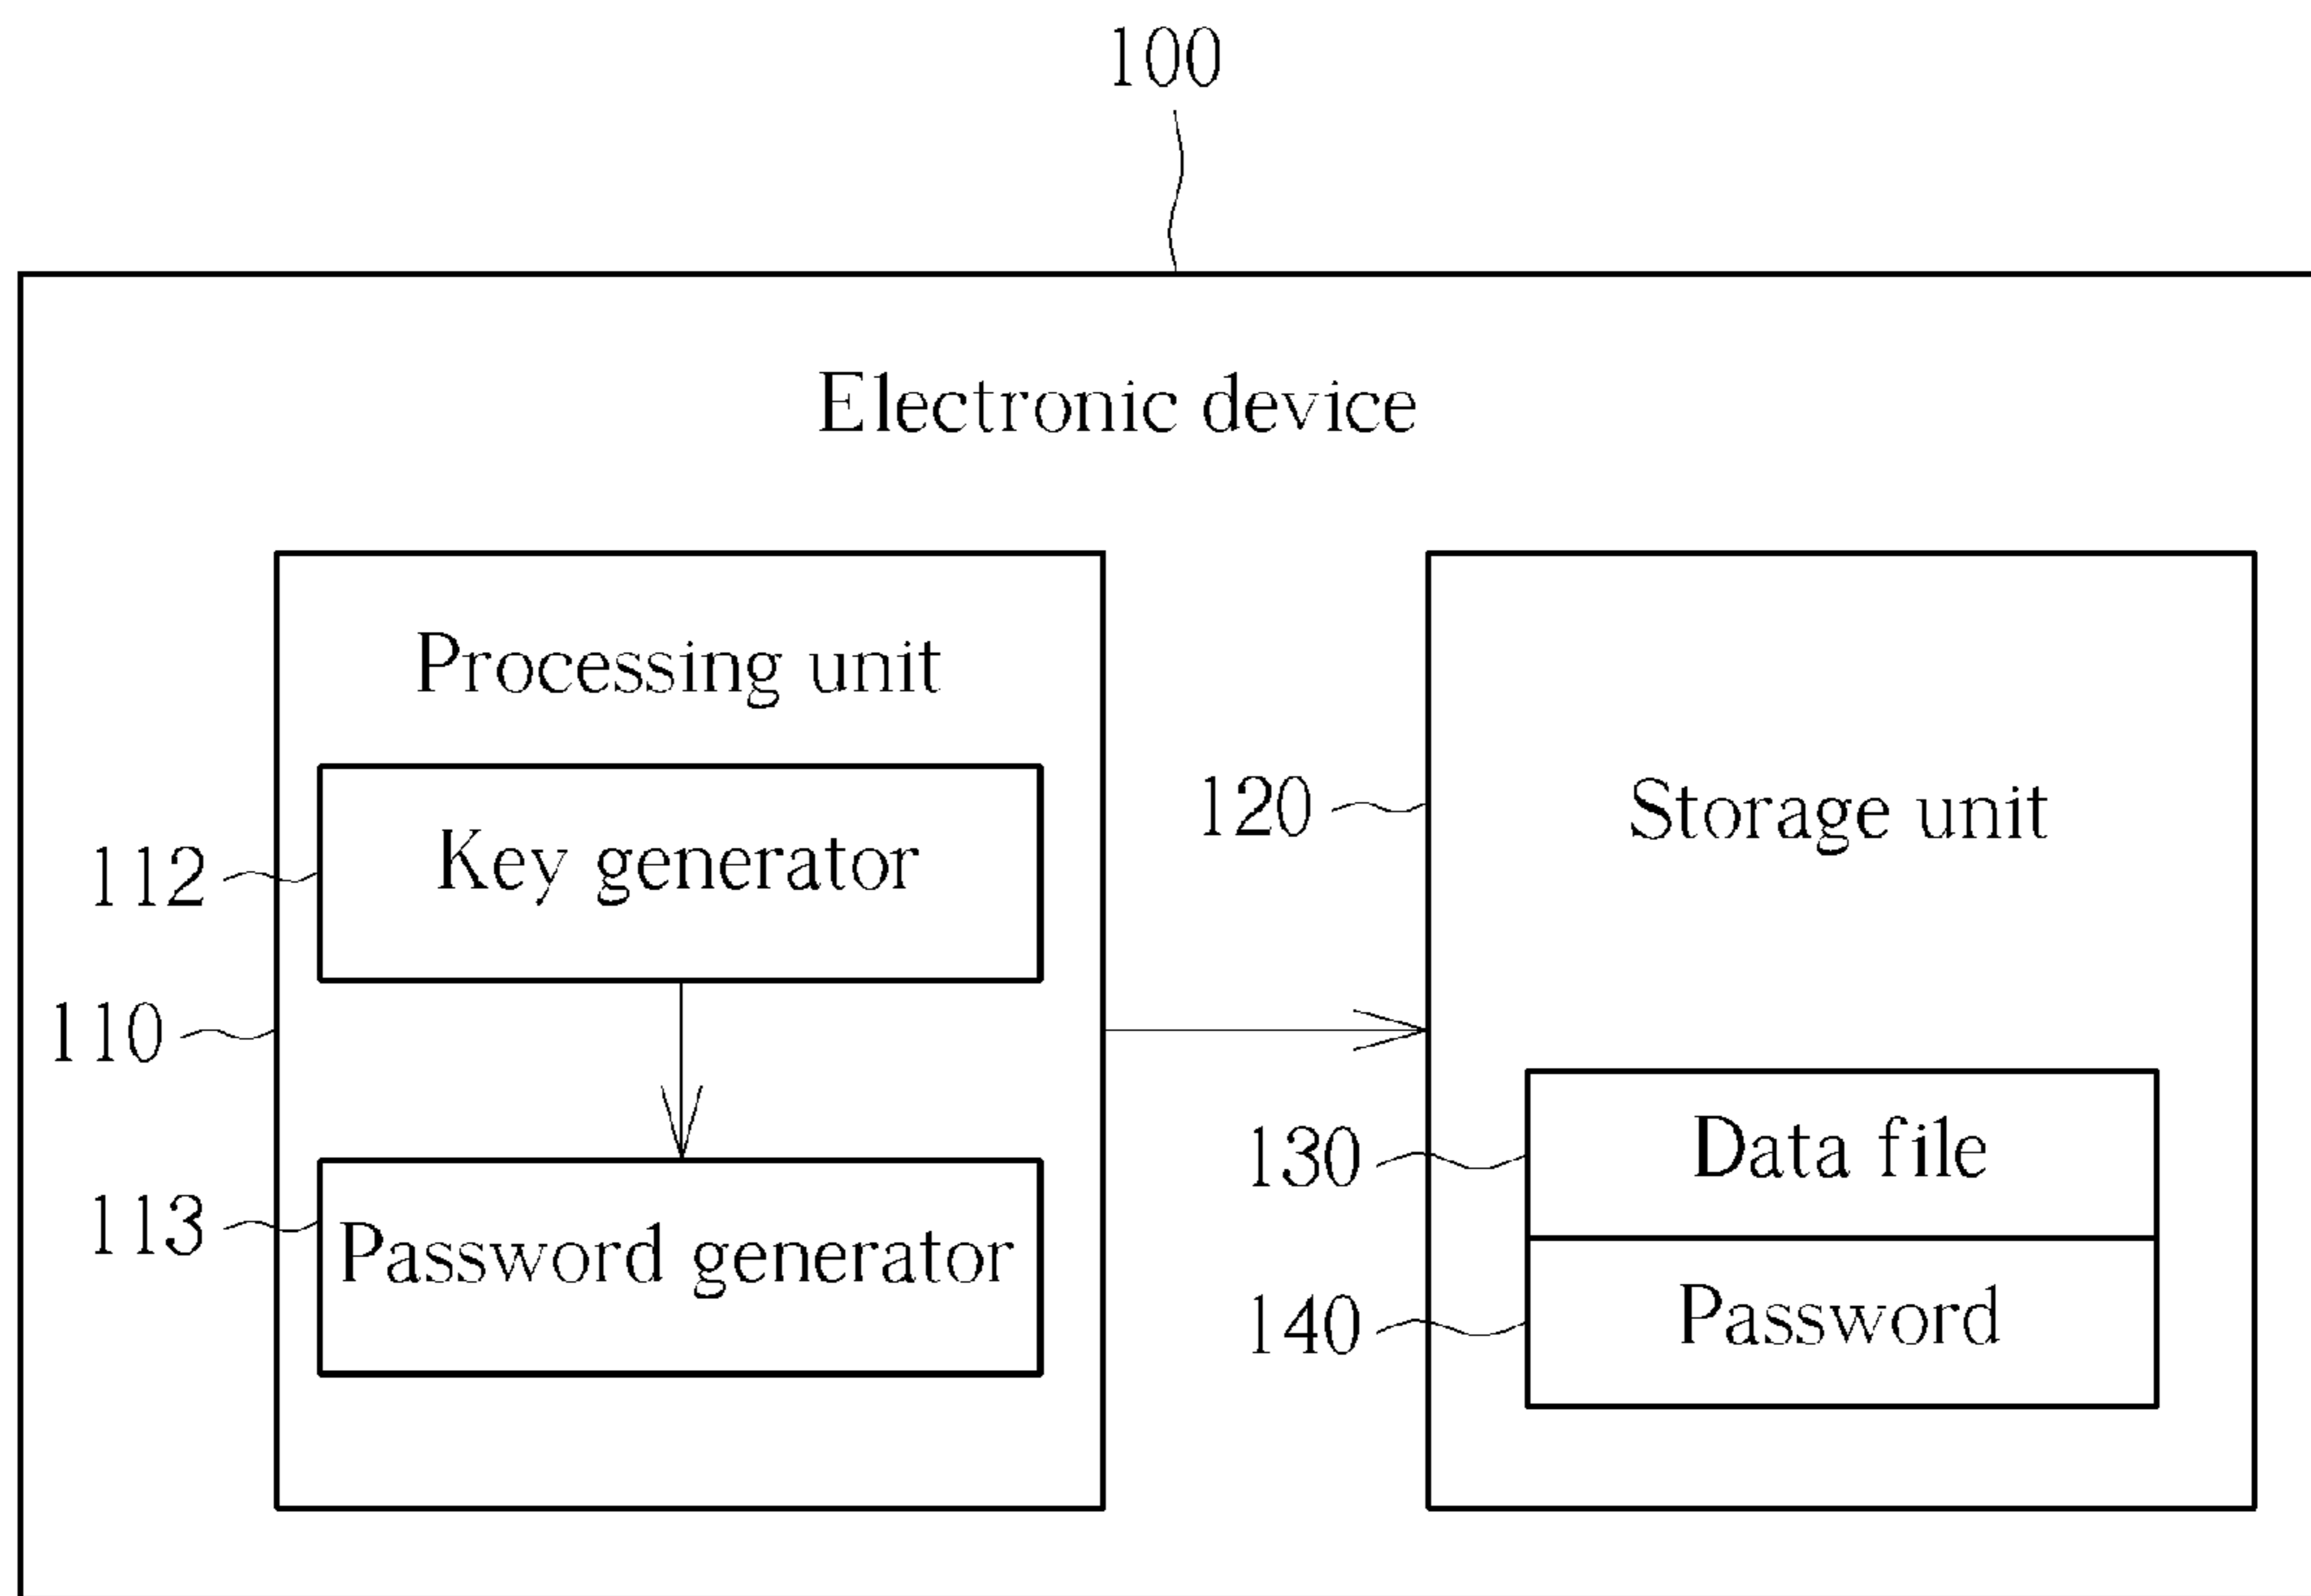 100
Electronic device
Processing unit
112
Key generator
110
113
Password generator
120
Storage unit
130
Data file
140
Password